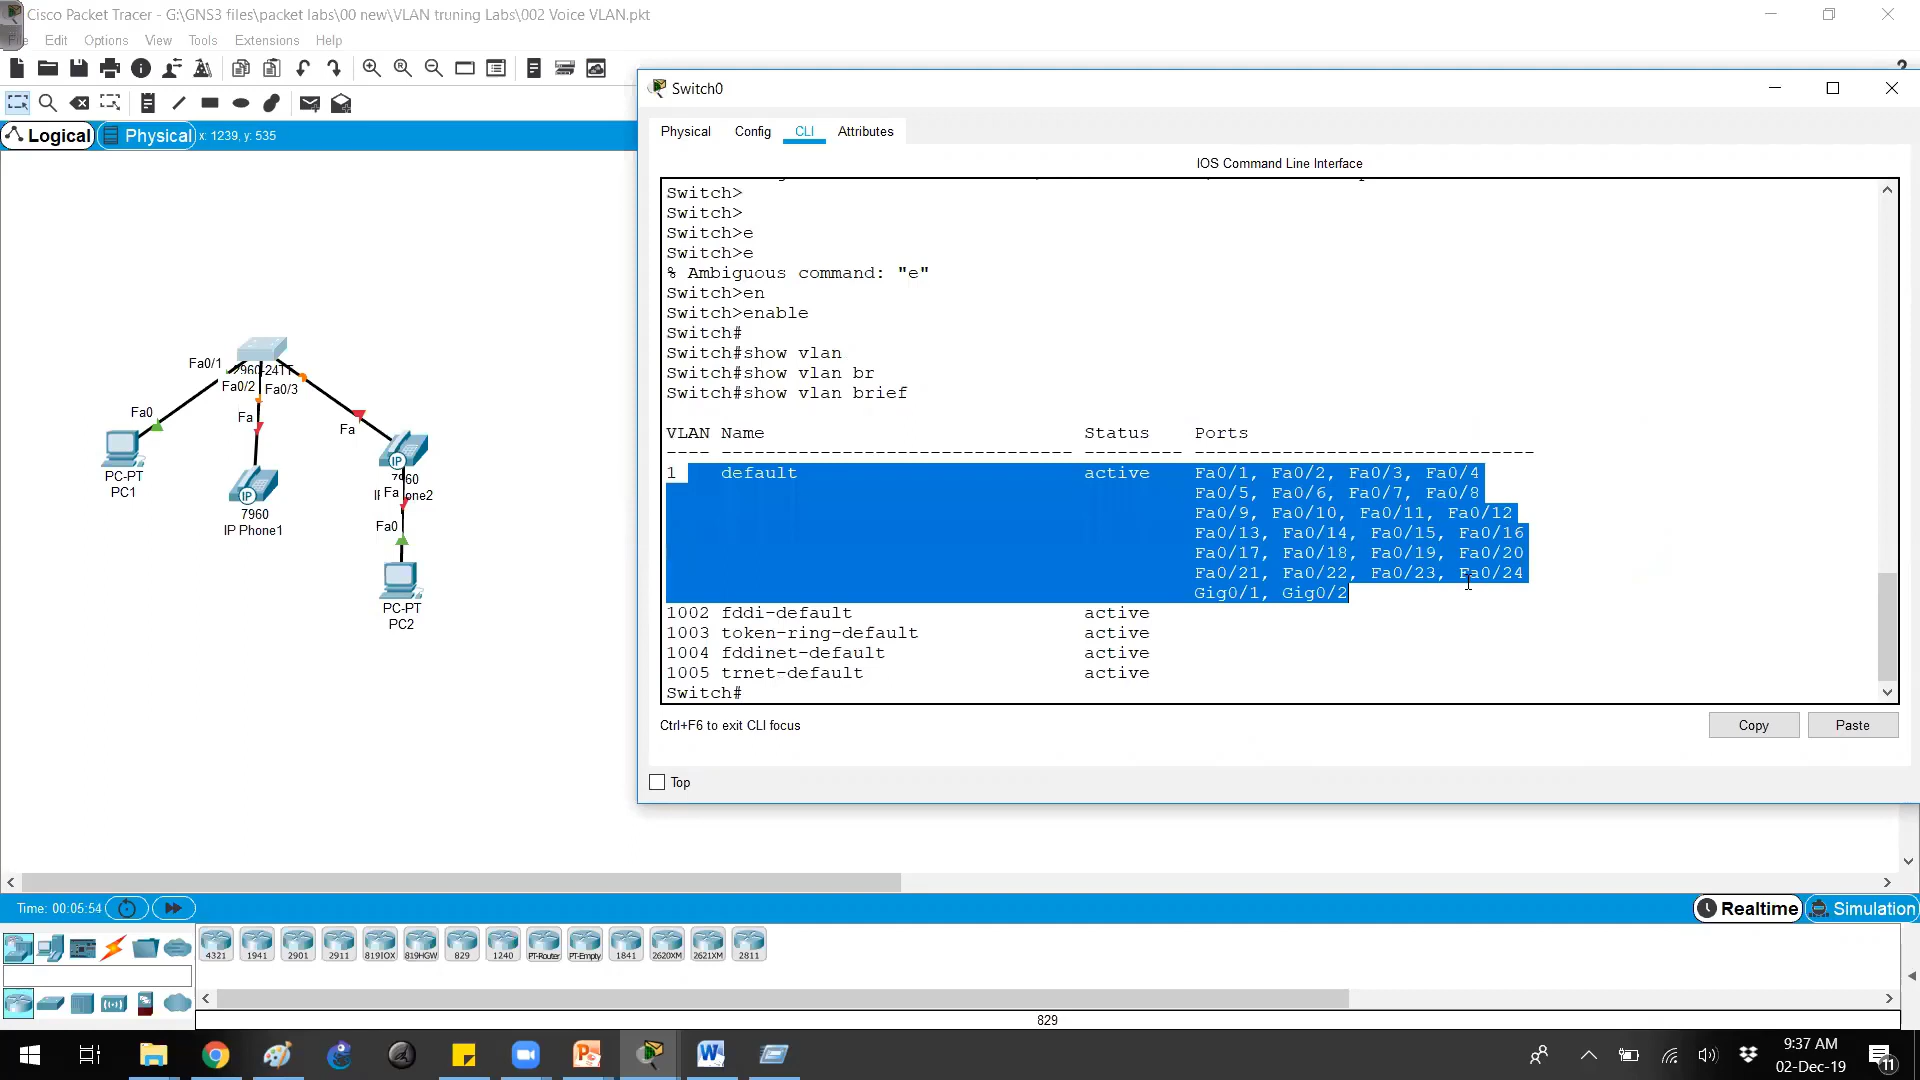 Cisco Packet Tracer - G:\GNS3 files\packet labs\00 new\VLAN truning Labs\002 Voice VLAN.pkt
Edit Options View Tools Extensions Help
Logical Physical x: 1239, y: 535
Switch0
Physical Config CLI Attributes
IOS Command Line Interface
Switch>
Switch>
Switch>e
Switch>e
% Ambiguous command: "e"
Switch>en
Switch>enable
Switch#
Switch#show vlan
Switch#show vlan br
Switch#show vlan brief
VLAN Name Status Ports
---- -------------------------------- --------- -------------------------------
1 default active Fa0/1, Fa0/2, Fa0/3, Fa0/4
Fa0/5, Fa0/6, Fa0/7, Fa0/8
Fa0/9, Fa0/10, Fa0/11, Fa0/12
Fa0/13, Fa0/14, Fa0/15, Fa0/16
Fa0/17, Fa0/18, Fa0/19, Fa0/20
Fa0/21, Fa0/22, Fa0/23, Fa0/24
Gig0/1, Gig0/2
1002 fddi-default active
1003 token-ring-default active
1004 fddinet-default active
1005 trnet-default active
Switch#
Ctrl+F6 to exit CLI focus
Copy Paste
Top
Fa0/1
2960-24TT
Fa0/2 Fa0/3
Fa0
Fa
Fa
PC-PT
PC1
IP
7960
IP Phone1
IP
Fa
Fa0
PC-PT
PC2
Time: 00:05:54
Realtime Simulation
4321 1941 2901 2911 819IOX 819HGW 829 1240 PT-Router PT-Empty 1841 2620XM 2621XM 2811
829
9:37 AM
02-Dec-19
11